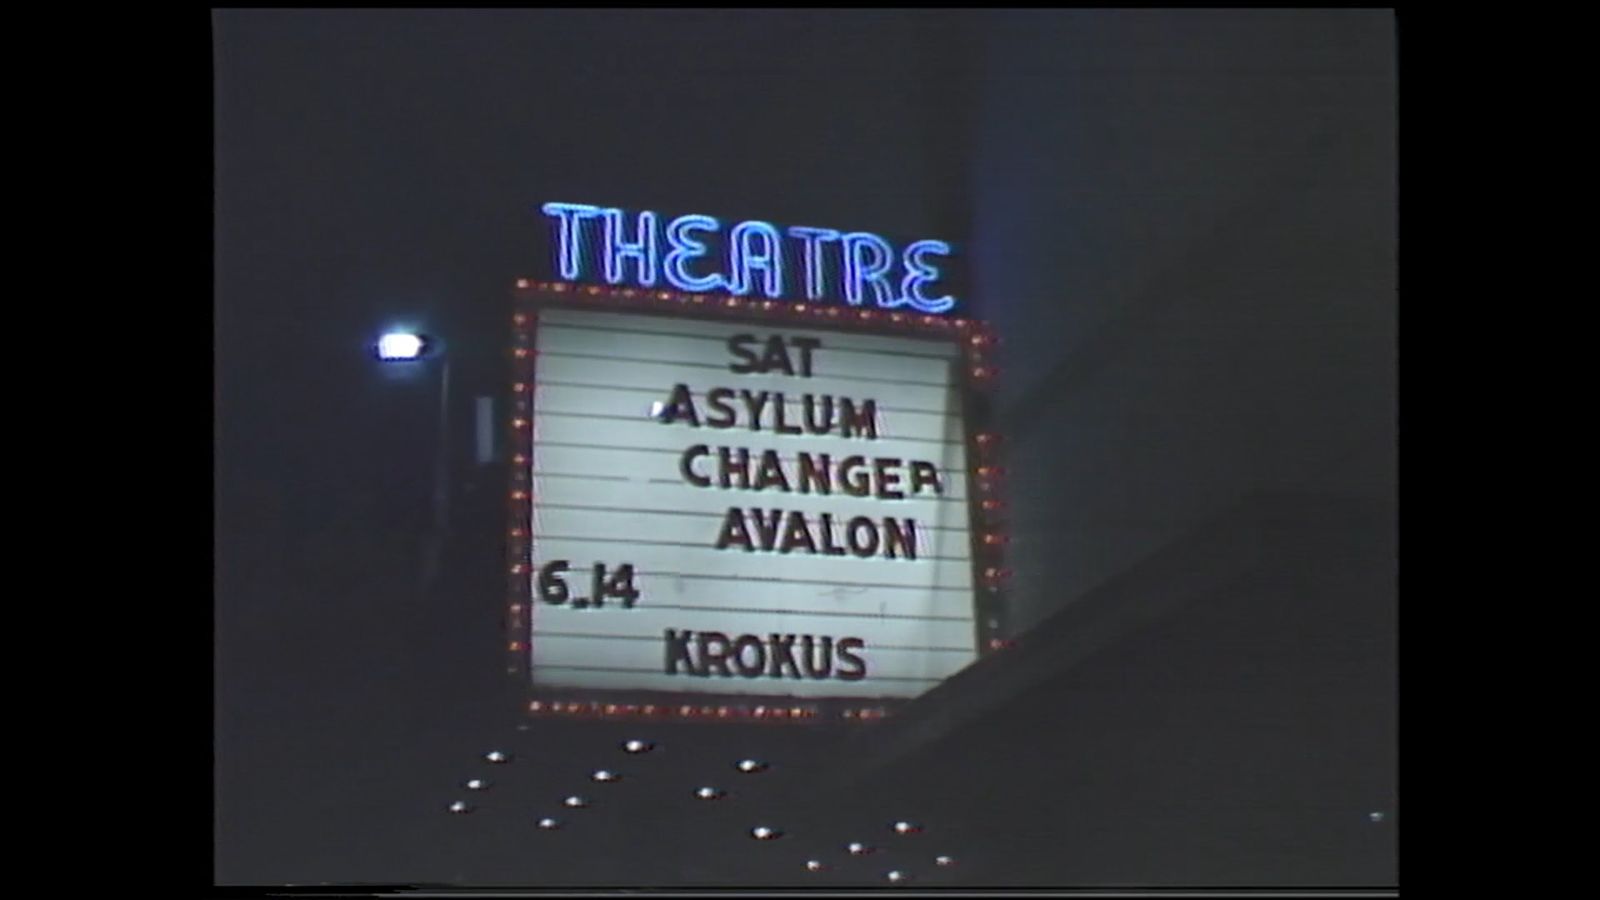 THEATRE
SAT
ASYLUM
CHANGER
AVALON
6.14
KROKUS